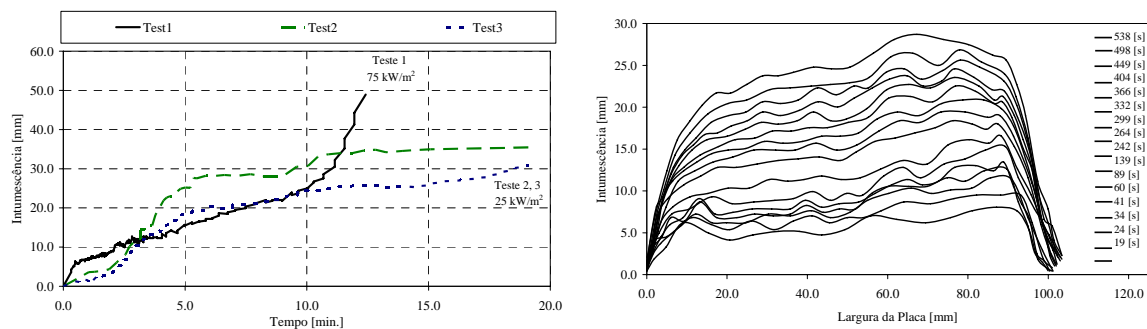 Test1 Test2 Test3
60.0
50.0
40.0
30.0
20.0
10.0
0.0
Intumescência [mm]
Teste 1
75 kW/m²
Teste 2, 3
25 kW/m²
0.0 5.0 10.0 15.0 20.0
Tempo [min.]
30.0
25.0
20.0
15.0
10.0
5.0
0.0
Intumescência [mm]
538 [s]
498 [s]
449 [s]
404 [s]
366 [s]
332 [s]
299 [s]
264 [s]
242 [s]
139 [s]
89 [s]
60 [s]
41 [s]
34 [s]
24 [s]
19 [s]
0.0 20.0 40.0 60.0 80.0 100.0 120.0
Largura da Placa [mm]